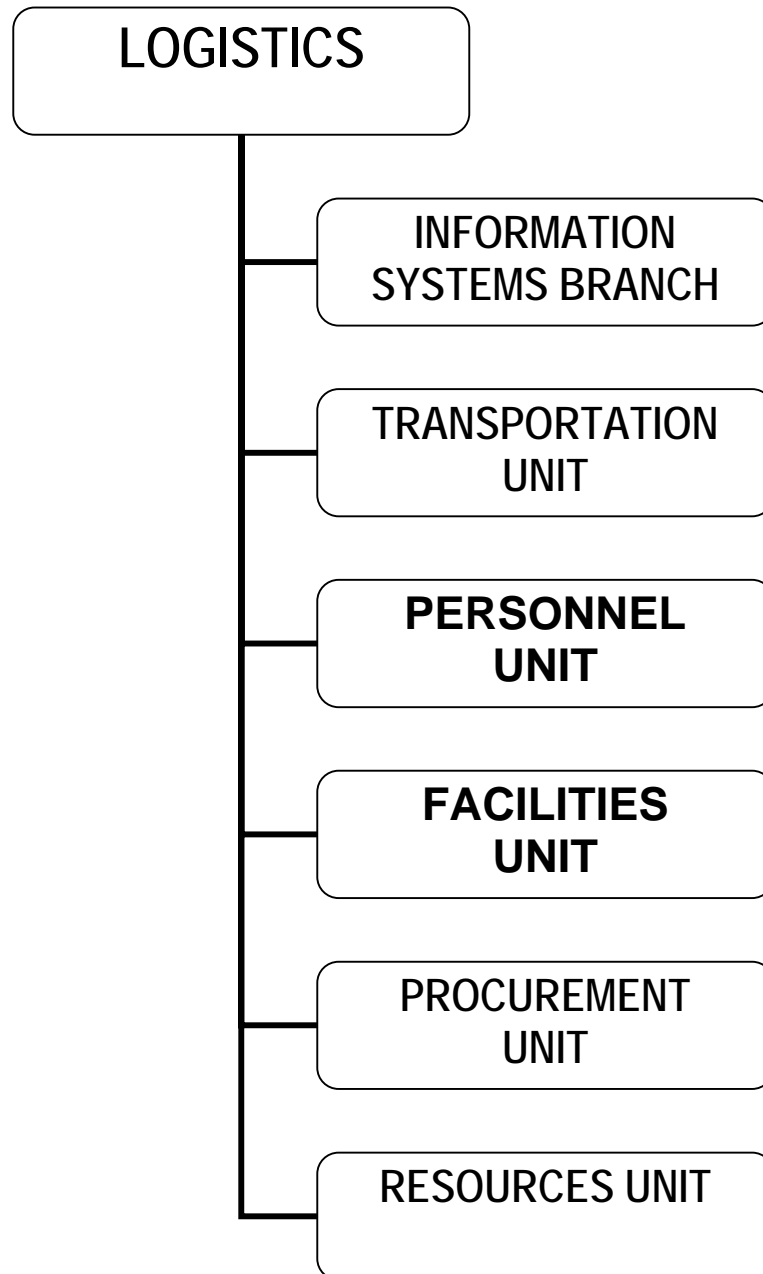 LOGISTICS
INFORMATION
SYSTEMS BRANCH
TRANSPORTATION
UNIT
PERSONNEL
UNIT
FACILITIES
UNIT
PROCUREMENT
UNIT
RESOURCES UNIT